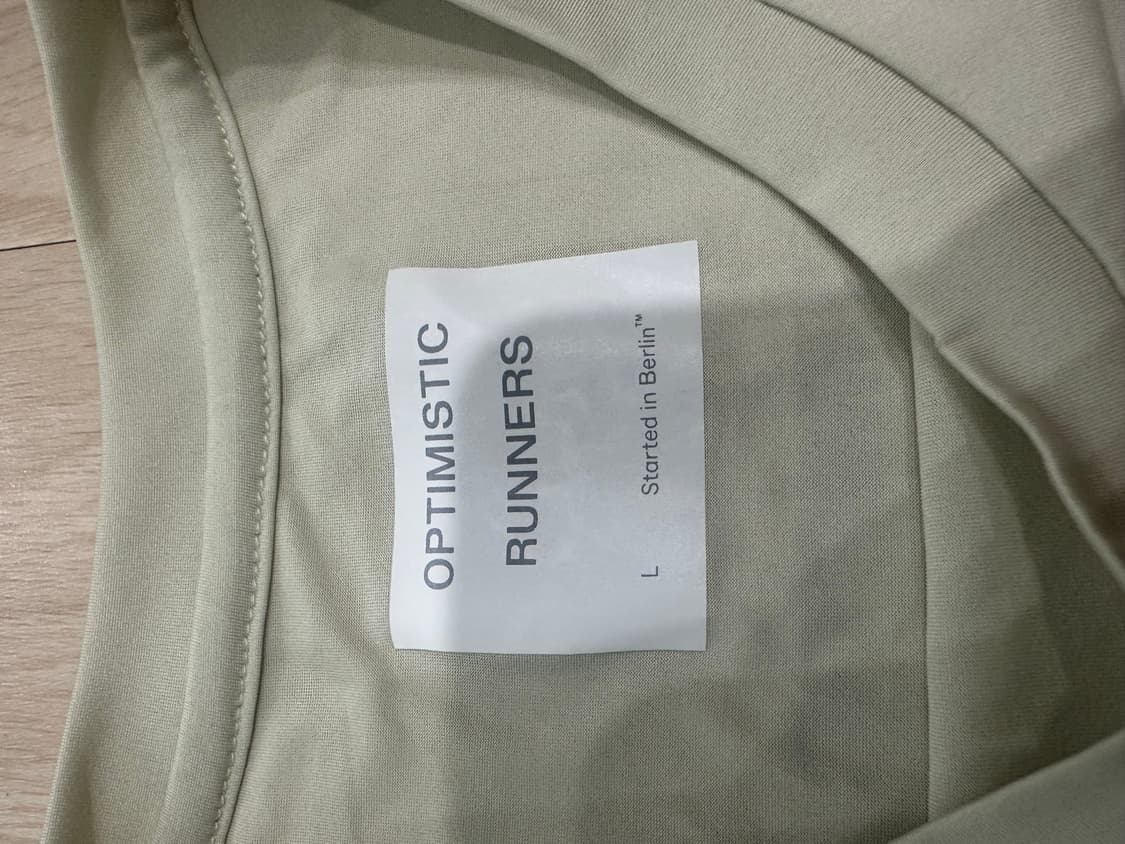 OPTIMISTIC
RUNNERS
L Started in Berlin™